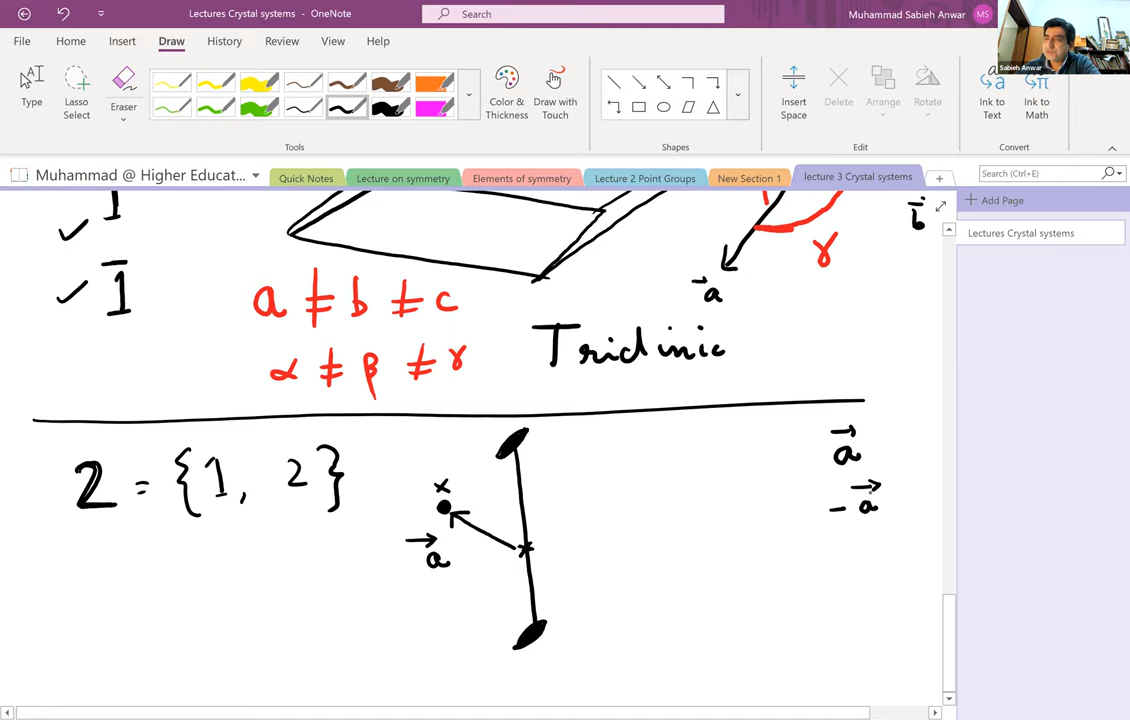 Lectures Crystal systems - OneNote
Search
Muhammad Sabieh Anwar
MS
File Home Insert Draw History Review View Help
Sabieh Anwar
Type
Lasso Select
Eraser
Color & Thickness
Draw with Touch
Insert Space
Delete
Arrange
Rotate
Ink to Text
Ink to Math
Tools
Shapes
Edit
Convert
Muhammad @ Higher Educat...
Quick Notes
Lecture on symmetry
Elements of symmetry
Lecture 2 Point Groups
New Section 1
lecture 3 Crystal systems
Search (Ctrl+E)
Add Page
Lectures Crystal systems
✓ 1
✓ 1̅
b⃗
γ
a⃗
a ≠ b ≠ c
α ≠ β ≠ γ
Triclinic
2 = {1, 2}
x
a⃗
x
a⃗
- a⃗